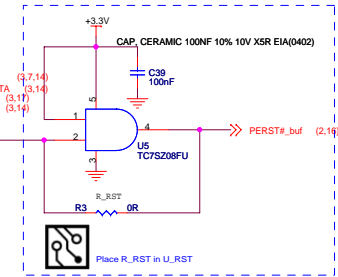 +3.3V
CAP, CERAMIC 100NF 10% 10V X5R EIA(0402)
C39
100nF
(3,7,14)
TA (3,14)
(3,17)
(3,14)
5
1
2
4
3
U5
TC7SZ08FU
PERST#_buf (2,16)
R_RST
R3 0R
Place R_RST in U_RST